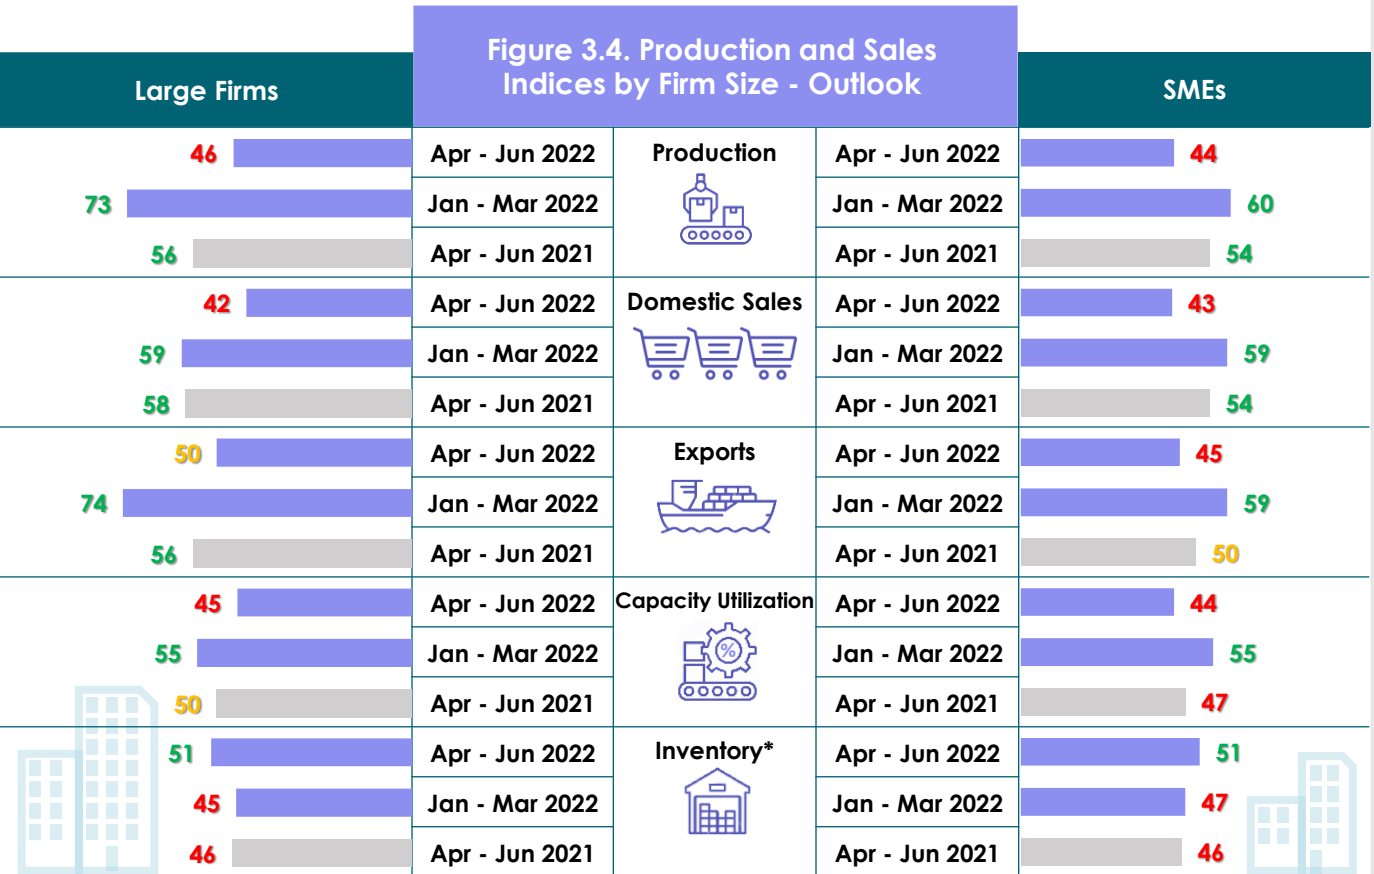 Figure 3.4. Production and Sales
Indices by Firm Size - Outlook
Large Firms
SMEs
46 Apr - Jun 2022 Production Apr - Jun 2022 44
73 Jan - Mar 2022 Jan - Mar 2022 60
56 Apr - Jun 2021 Apr - Jun 2021 54
42 Apr - Jun 2022 Domestic Sales Apr - Jun 2022 43
59 Jan - Mar 2022 Jan - Mar 2022 59
58 Apr - Jun 2021 Apr - Jun 2021 54
50 Apr - Jun 2022 Exports Apr - Jun 2022 45
74 Jan - Mar 2022 Jan - Mar 2022 59
56 Apr - Jun 2021 Apr - Jun 2021 50
45 Apr - Jun 2022 Capacity Utilization Apr - Jun 2022 44
55 Jan - Mar 2022 % Jan - Mar 2022 55
50 Apr - Jun 2021 Apr - Jun 2021 47
51 Apr - Jun 2022 Inventory* Apr - Jun 2022 51
45 Jan - Mar 2022 Jan - Mar 2022 47
46 Apr - Jun 2021 Apr - Jun 2021 46